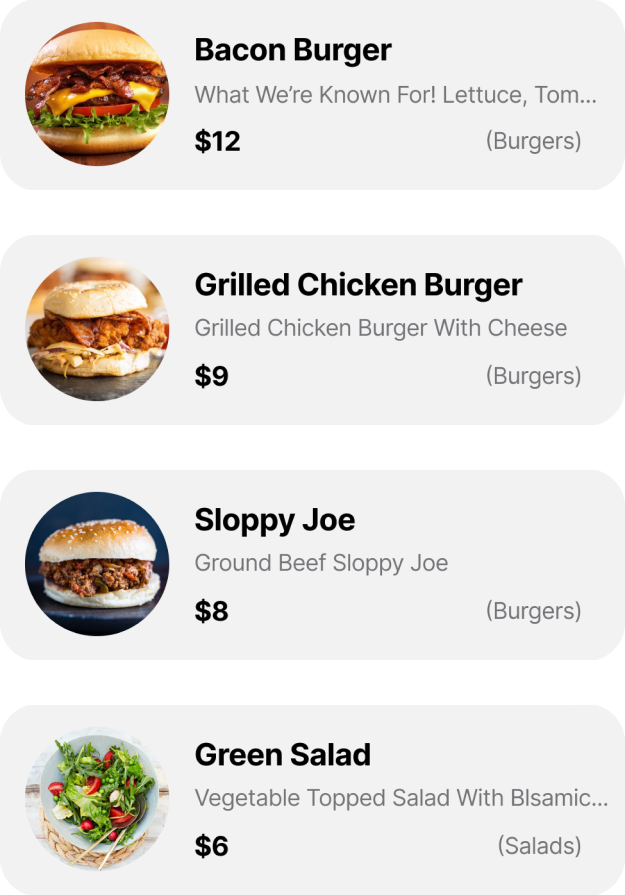 Bacon Burger
What We’re Known For! Lettuce, Tom...
$12 (Burgers)
Grilled Chicken Burger
Grilled Chicken Burger With Cheese
$9 (Burgers)
Sloppy Joe
Ground Beef Sloppy Joe
$8 (Burgers)
Green Salad
Vegetable Topped Salad With Blsamic...
$6 (Salads)